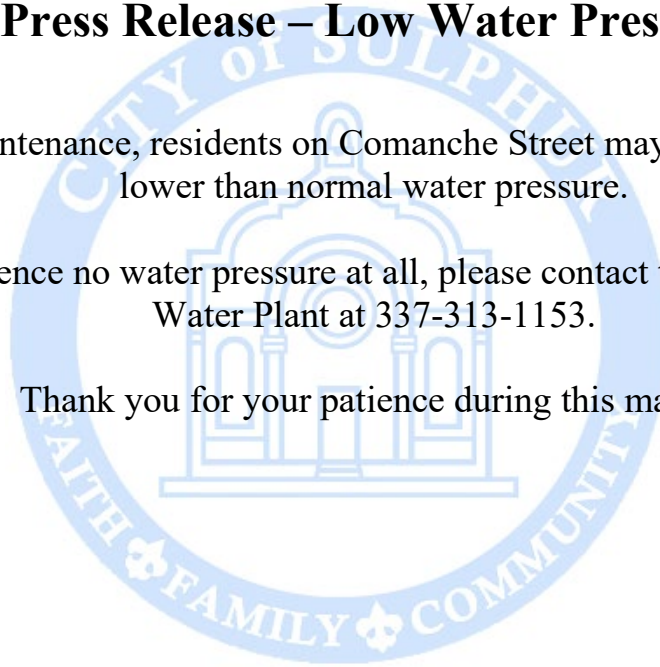 Press Release – Low Water Pres
CITY OF SULPHUR
ntenance, residents on Comanche Street may
lower than normal water pressure.
ence no water pressure at all, please contact
Water Plant at 337-313-1153.
Thank you for your patience during this ma
FAITH FAMILY COMMUNITY